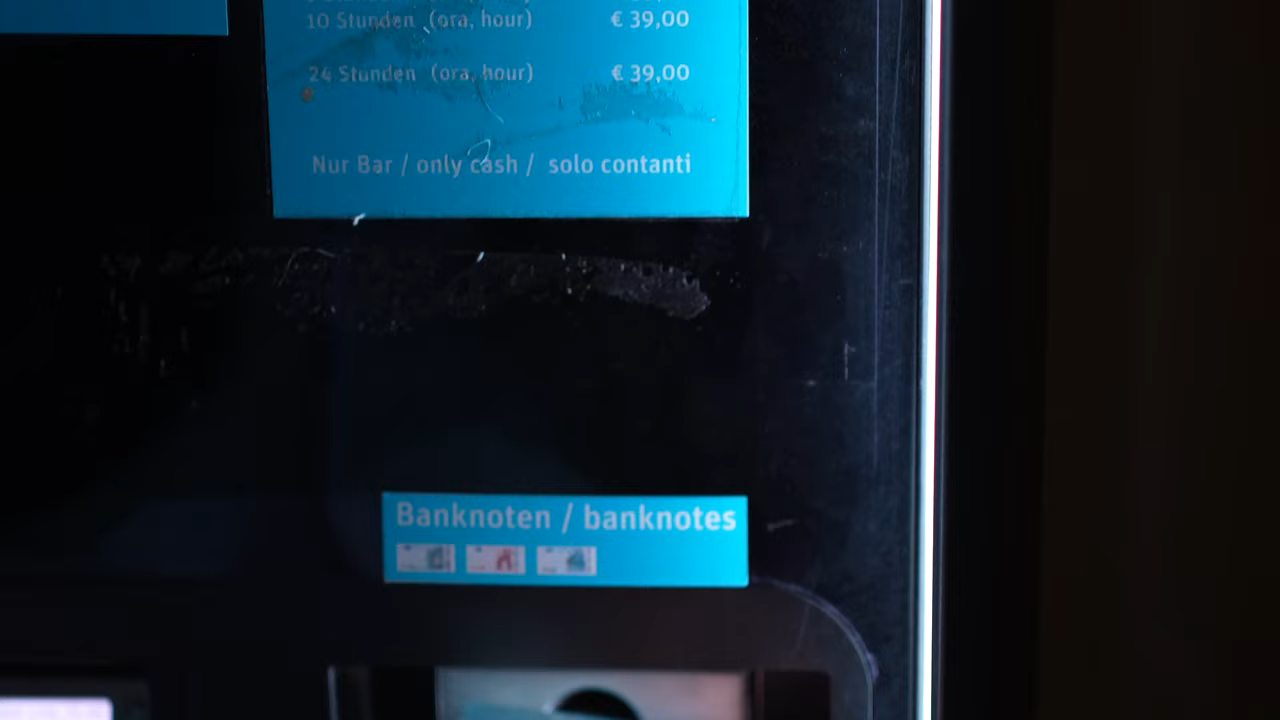 10 Stunden (ora, hour) € 39,00
24 Stunden (ora, hour) € 39,00
Nur Bar / only cash / solo contanti
Banknoten / banknotes